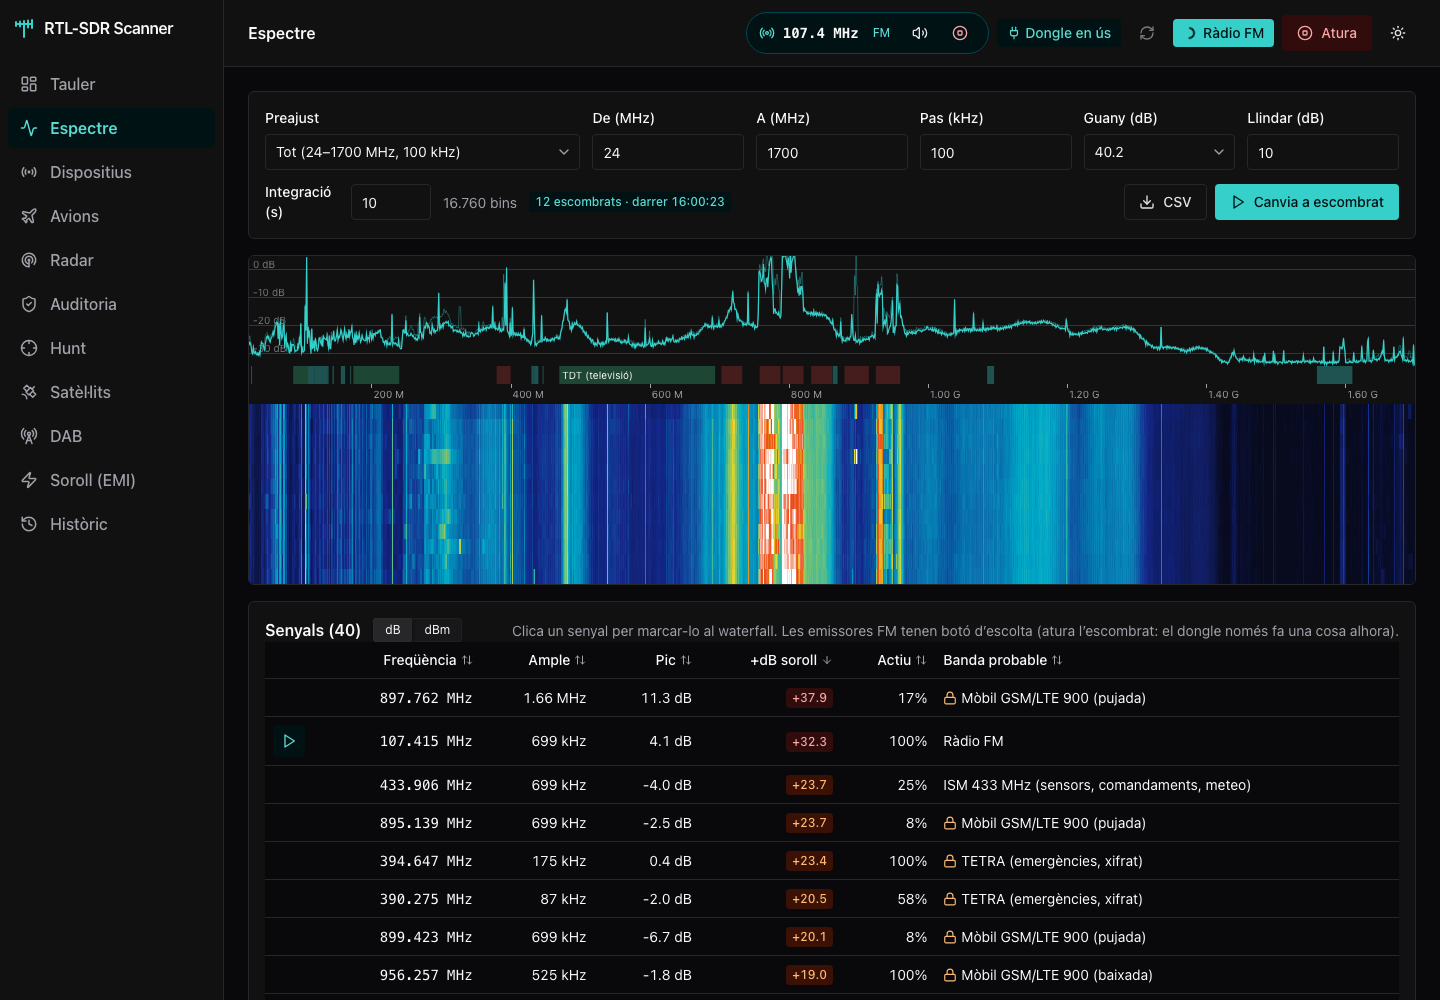 RTL-SDR Scanner
Tauler
Espectre
Dispositius
Avions
Radar
Auditoria
Hunt
Satèl·lits
DAB
Soroll (EMI)
Històric
Espectre
107.4 MHz FM
Dongle en ús
Ràdio FM
Atura
Preajust
De (MHz)
A (MHz)
Pas (kHz)
Guany (dB)
Llindar (dB)
Tot (24–1700 MHz, 100 kHz)
24
1700
100
40.2
10
Integració (s)
10
16.760 bins
12 escombrats · darrer 16:00:23
CSV
Canvia a escombrat
0 dB
-10 dB
-20 dB
TDT (televisió)
200 M 400 M 600 M 800 M 1.00 G 1.20 G 1.40 G 1.60 G
Senyals (40)
dB dBm
Clica un senyal per marcar-lo al waterfall. Les emissores FM tenen botó d'escolta (atura l'escombrat: el dongle només fa una cosa alhora).
Freqüència Ample Pic +dB soroll Actiu Banda probable
897.762 MHz 1.66 MHz 11.3 dB +37.9 17% Mòbil GSM/LTE 900 (pujada)
107.415 MHz 699 kHz 4.1 dB +32.3 100% Ràdio FM
433.906 MHz 699 kHz -4.0 dB +23.7 25% ISM 433 MHz (sensors, comandaments, meteo)
895.139 MHz 699 kHz -2.5 dB +23.7 8% Mòbil GSM/LTE 900 (pujada)
394.647 MHz 175 kHz 0.4 dB +23.4 100% TETRA (emergències, xifrat)
390.275 MHz 87 kHz -2.0 dB +20.5 58% TETRA (emergències, xifrat)
899.423 MHz 699 kHz -6.7 dB +20.1 8% Mòbil GSM/LTE 900 (pujada)
956.257 MHz 525 kHz -1.8 dB +19.0 100% Mòbil GSM/LTE 900 (baixada)